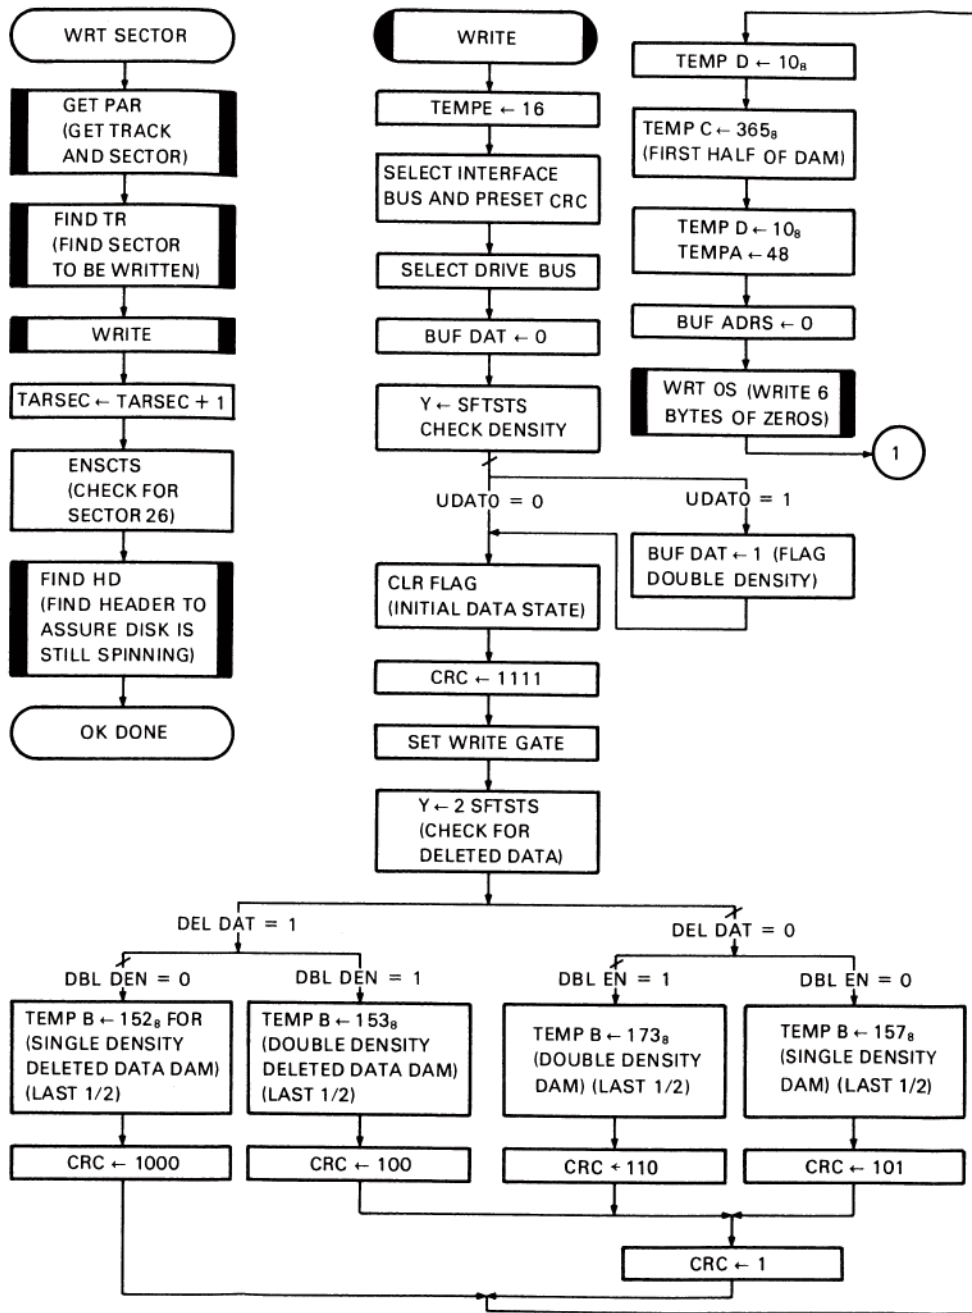 WRT SECTOR
GET PAR
(GET TRACK
AND SECTOR)
FIND TR
(FIND SECTOR
TO BE WRITTEN)
WRITE
TARSEC ← TARSEC + 1
ENSCTS
(CHECK FOR
SECTOR 26)
FIND HD
(FIND HEADER TO
ASSURE DISK IS
STILL SPINNING)
OK DONE
WRITE
TEMPE ← 16
SELECT INTERFACE
BUS AND PRESET CRC
SELECT DRIVE BUS
BUF DAT ← 0
Y ← SFTSTS
CHECK DENSITY
UDAT0 = 0
UDAT0 = 1
BUF DAT ← 1 (FLAG
DOUBLE DENSITY)
CLR FLAG
(INITIAL DATA STATE)
CRC ← 1111
SET WRITE GATE
Y ← 2 SFTSTS
(CHECK FOR
DELETED DATA)
DEL DAT = 1
DEL DAT = 0
DBL DEN = 0
DBL DEN = 1
DBL EN = 1
DBL EN = 0
TEMP B ← 152₈ FOR
(SINGLE DENSITY
DELETED DATA DAM)
(LAST 1/2)
TEMP B ← 153₈
(DOUBLE DENSITY
DELETED DATA DAM)
(LAST 1/2)
TEMP B ← 173₈
(DOUBLE DENSITY
DAM) (LAST 1/2)
TEMP B ← 157₈
(SINGLE DENSITY
DAM) (LAST 1/2)
CRC ← 1000
CRC ← 100
CRC ← 110
CRC ← 101
CRC ← 1
TEMP D ← 10₈
TEMP C ← 365₈
(FIRST HALF OF DAM)
TEMP D ← 10₈
TEMPA ← 48
BUF ADRS ← 0
WRT OS (WRITE 6
BYTES OF ZEROS)
1